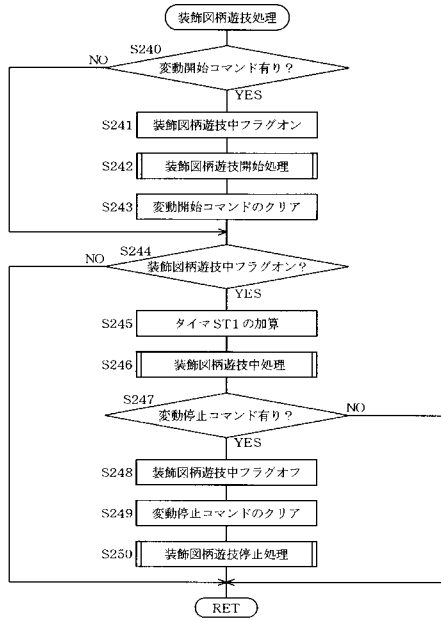 装飾図柄遊技処理
S240
変動開始コマンド有り？
NO
YES
S241 装飾図柄遊技中フラグオン
S242 装飾図柄遊技開始処理
S243 変動開始コマンドのクリア
S244
NO 装飾図柄遊技中フラグオン？
YES
S245 タイマST1の加算
S246 装飾図柄遊技中処理
S247
変動停止コマンド有り？ NO
YES
S248 装飾図柄遊技中フラグオフ
S249 変動停止コマンドのクリア
S250 装飾図柄遊技停止処理
RET